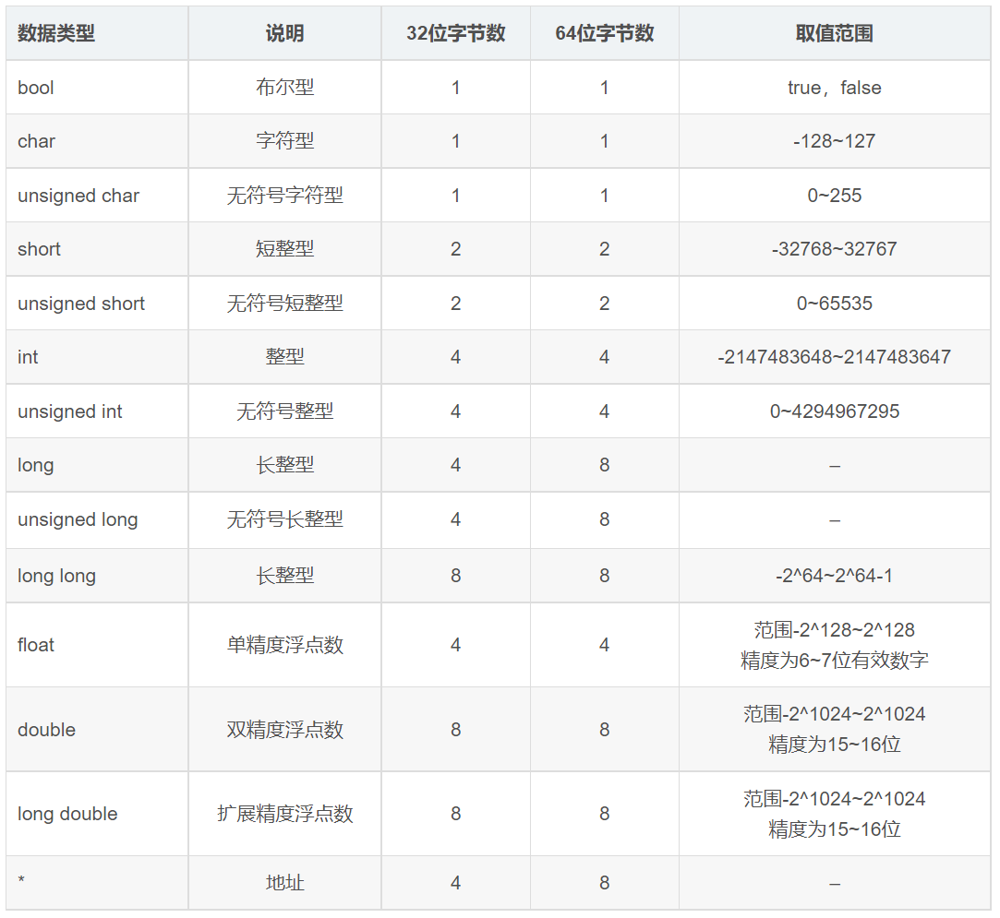 数据类型 说明 32位字节数 64位字节数 取值范围
bool 布尔型 1 1 true，false
char 字符型 1 1 -128~127
unsigned char 无符号字符型 1 1 0~255
short 短整型 2 2 -32768~32767
unsigned short 无符号短整型 2 2 0~65535
int 整型 4 4 -2147483648~2147483647
unsigned int 无符号整型 4 4 0~4294967295
long 长整型 4 8 –
unsigned long 无符号长整型 4 8 –
long long 长整型 8 8 -2^64~2^64-1
float 单精度浮点数 4 4 范围-2^128~2^128
精度为6~7位有效数字
double 双精度浮点数 8 8 范围-2^1024~2^1024
精度为15~16位
long double 扩展精度浮点数 8 8 范围-2^1024~2^1024
精度为15~16位
* 地址 4 8 –